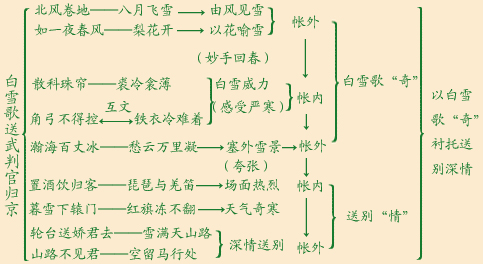 白雪歌送武判官归京
北风卷地——八月飞雪→由风见雪
如一夜春风——梨花开→以花喻雪
(妙手回春)
散科珠帘——裘冷衾薄
互文
角弓不得控←→铁衣冷难着
白雪威力
(感受严寒)
瀚海百丈冰——愁云万里凝→塞外雪景→帐外
(夸张)
置酒饮归客——琵琶与羌笛→场面热烈
暮雪下辕门——红旗冻不翻→天气奇寒
轮台送娇君去——雪满天山路
山路不见君——空留马行处
深情送别
帐外
帐内
帐内
帐外
白雪歌“奇”
送别“情”
以白雪
歌“奇”
衬托送
别深情